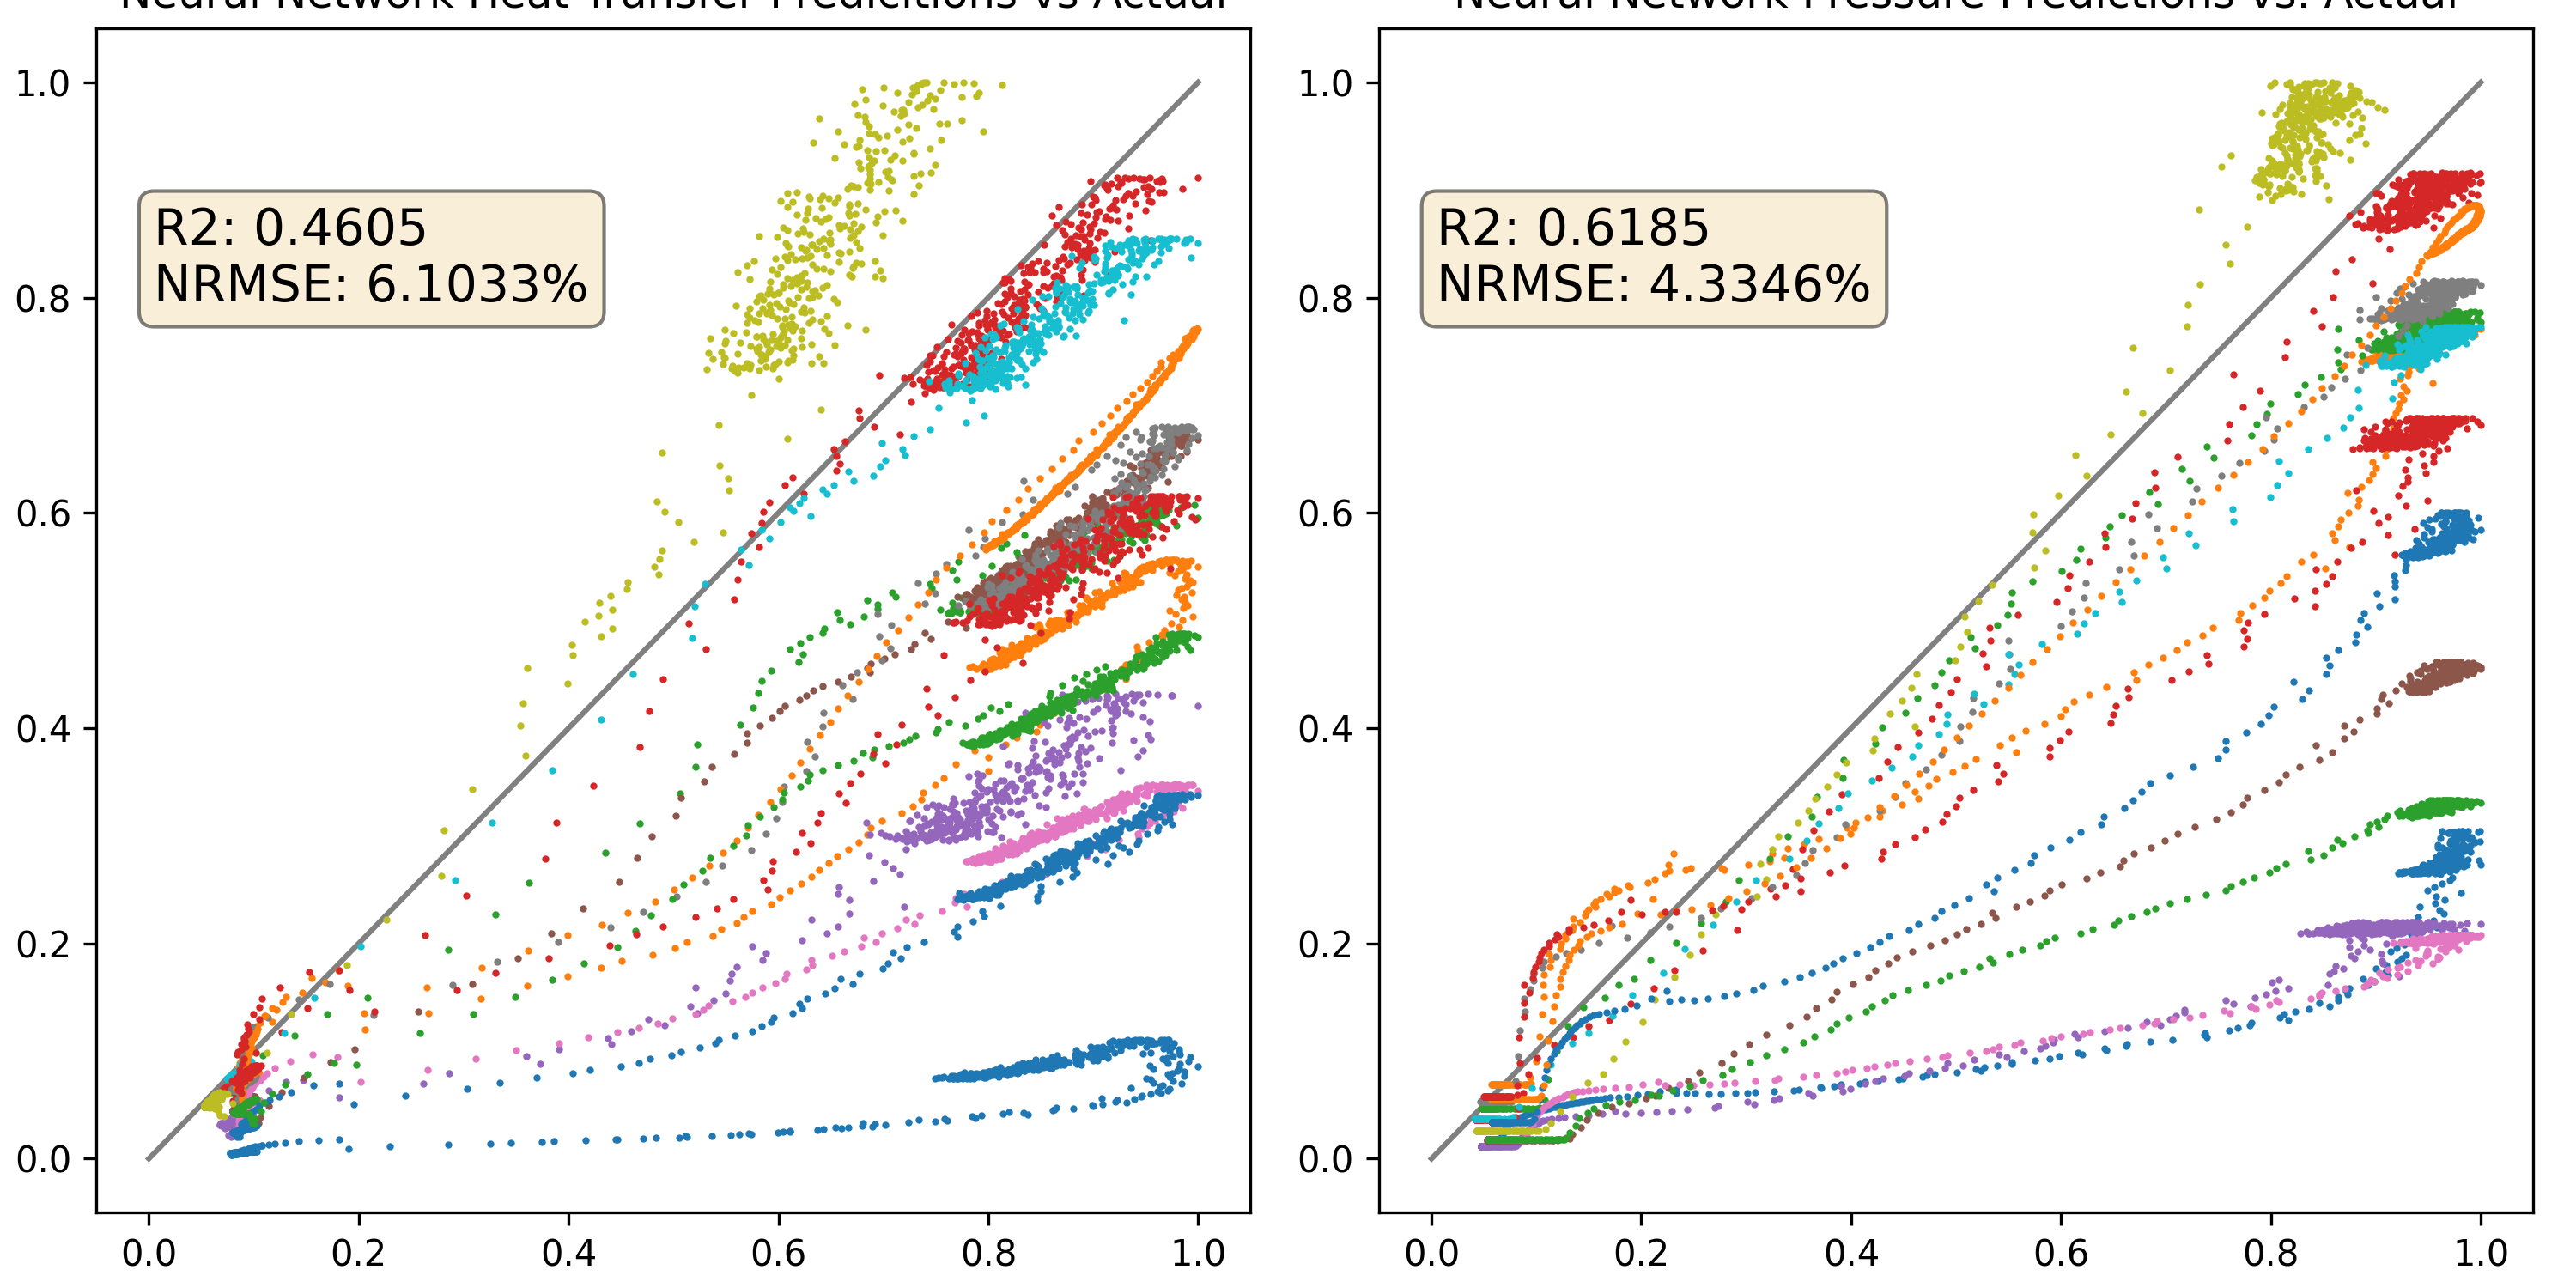 Neural Network Heat Transfer Predicitions vs Actual
Neural Network Pressure Predictions vs. Actual
1.0
0.8
0.6
0.4
0.2
0.0
R2: 0.4605
NRMSE: 6.1033%
0.0 0.2 0.4 0.6 0.8 1.0
1.0
0.8
0.6
0.4
0.2
0.0
R2: 0.6185
NRMSE: 4.3346%
0.0 0.2 0.4 0.6 0.8 1.0